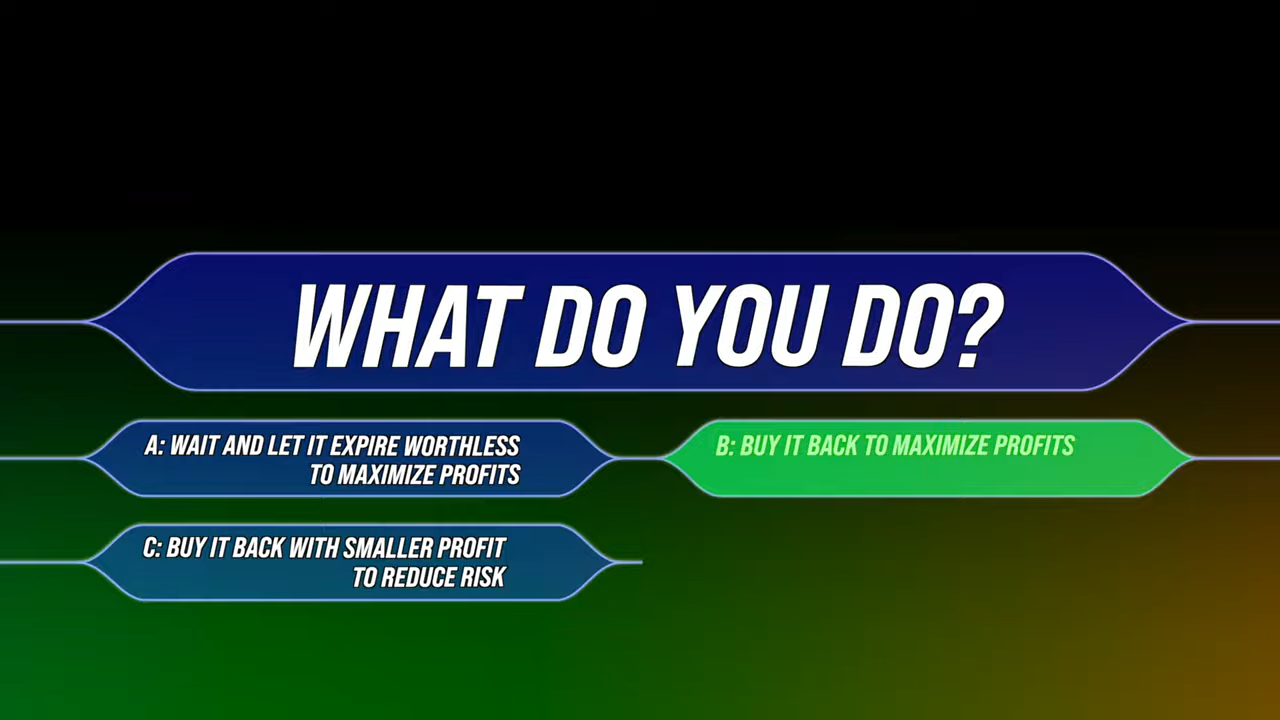 WHAT DO YOU DO?
A: WAIT AND LET IT EXPIRE WORTHLESS
TO MAXIMIZE PROFITS
B: BUY IT BACK TO MAXIMIZE PROFITS
C: BUY IT BACK WITH SMALLER PROFIT
TO REDUCE RISK